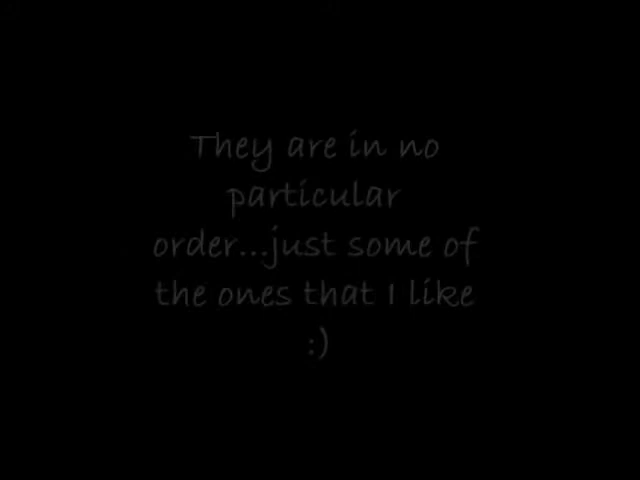 They are in no
particular
order...just some of
the ones that I like
:)